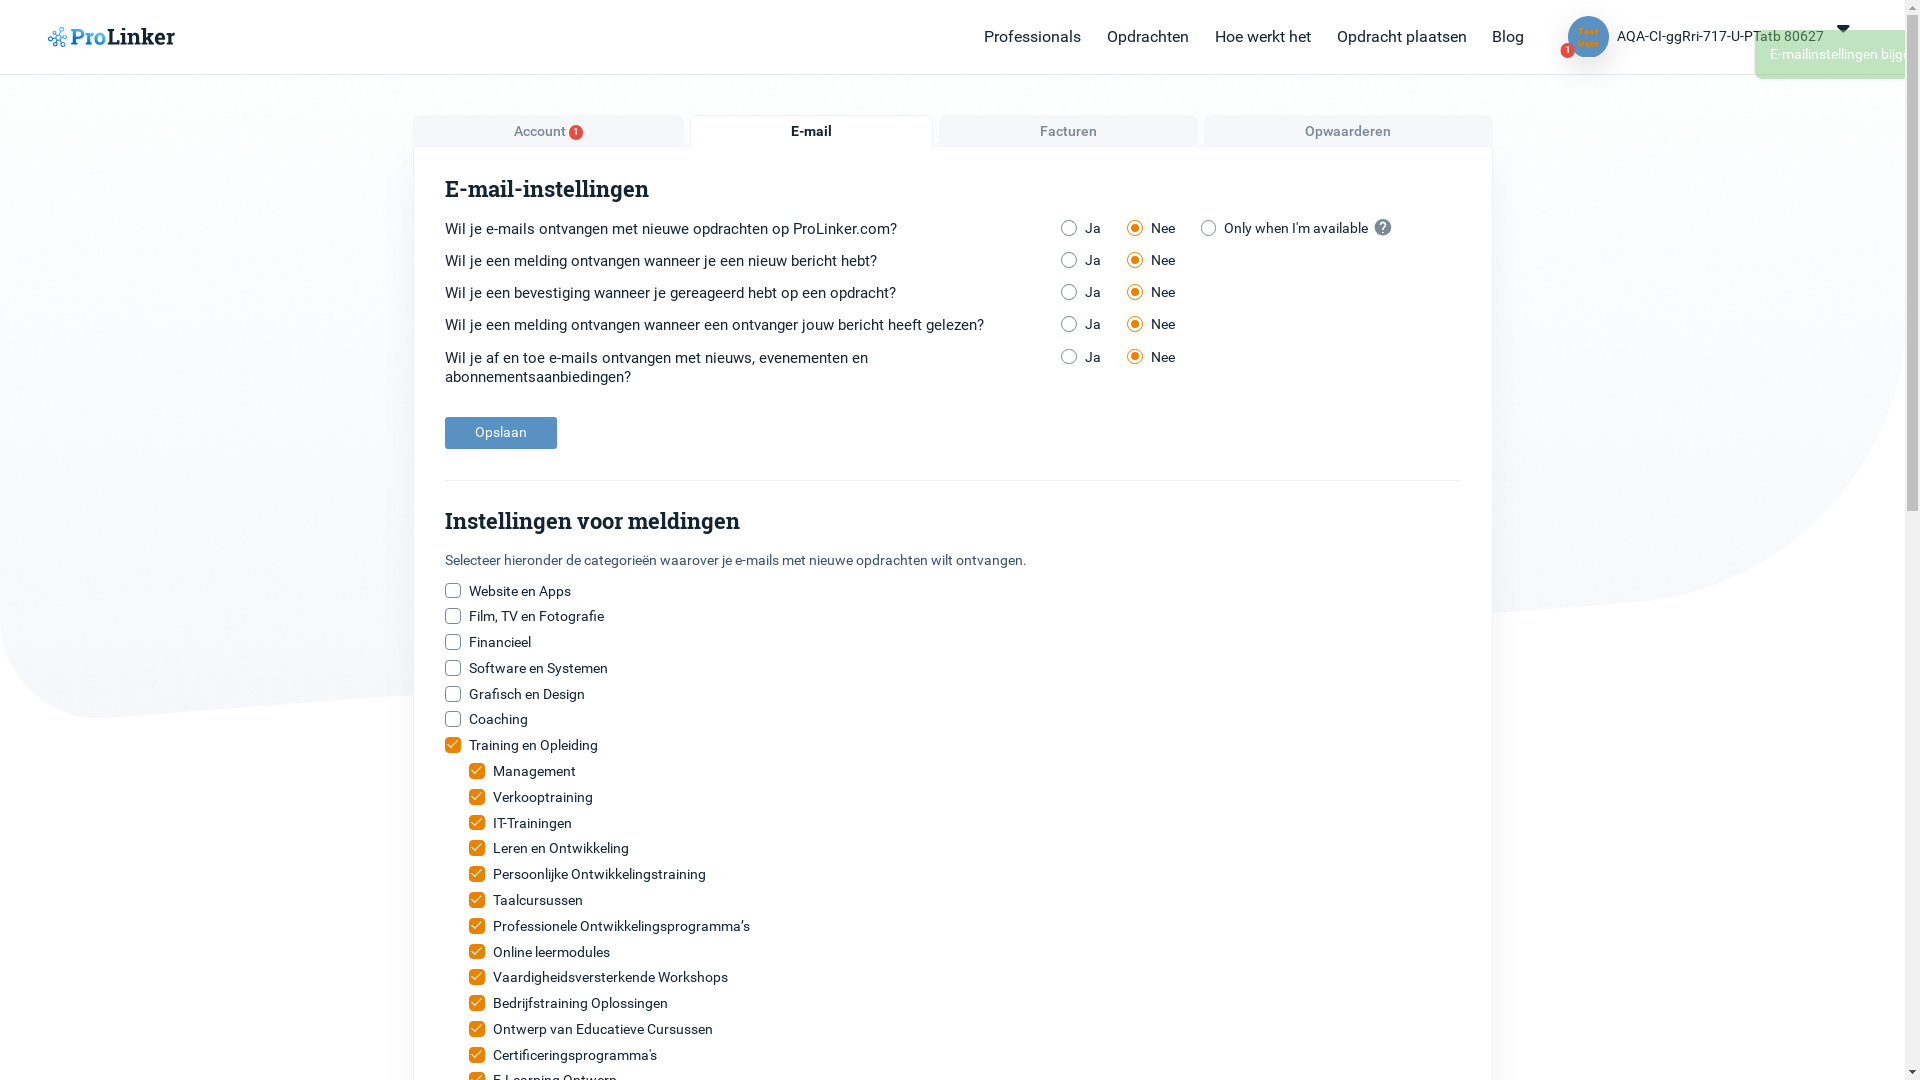 ProLinker
Professionals Opdrachten Hoe werkt het Opdracht plaatsen Blog
Test
User
1
AQA-CI-ggRri-717-U-PTatb 80627
E-mailinstellingen
Account 1 E-mail Facturen Opwaarderen
E-mail-instellingen
Wil je e-mails ontvangen met nieuwe opdrachten op ProLinker.com? Ja Nee Only when I'm available ?
Wil je een melding ontvangen wanneer je een nieuw bericht hebt? Ja Nee
Wil je een bevestiging wanneer je gereageerd hebt op een opdracht? Ja Nee
Wil je een melding ontvangen wanneer een ontvanger jouw bericht heeft gelezen? Ja Nee
Wil je af en toe e-mails ontvangen met nieuws, evenementen en Ja Nee
abonnementsaanbiedingen?
Opslaan
Instellingen voor meldingen
Selecteer hieronder de categorieën waarover je e-mails met nieuwe opdrachten wilt ontvangen.
Website en Apps
Film, TV en Fotografie
Financieel
Software en Systemen
Grafisch en Design
Coaching
Training en Opleiding
Management
Verkooptraining
IT-Trainingen
Leren en Ontwikkeling
Persoonlijke Ontwikkelingstraining
Taalcursussen
Professionele Ontwikkelingsprogramma’s
Online leermodules
Vaardigheidsversterkende Workshops
Bedrijfstraining Oplossingen
Ontwerp van Educatieve Cursussen
Certificeringsprogramma's
E-Learning Ontwerp